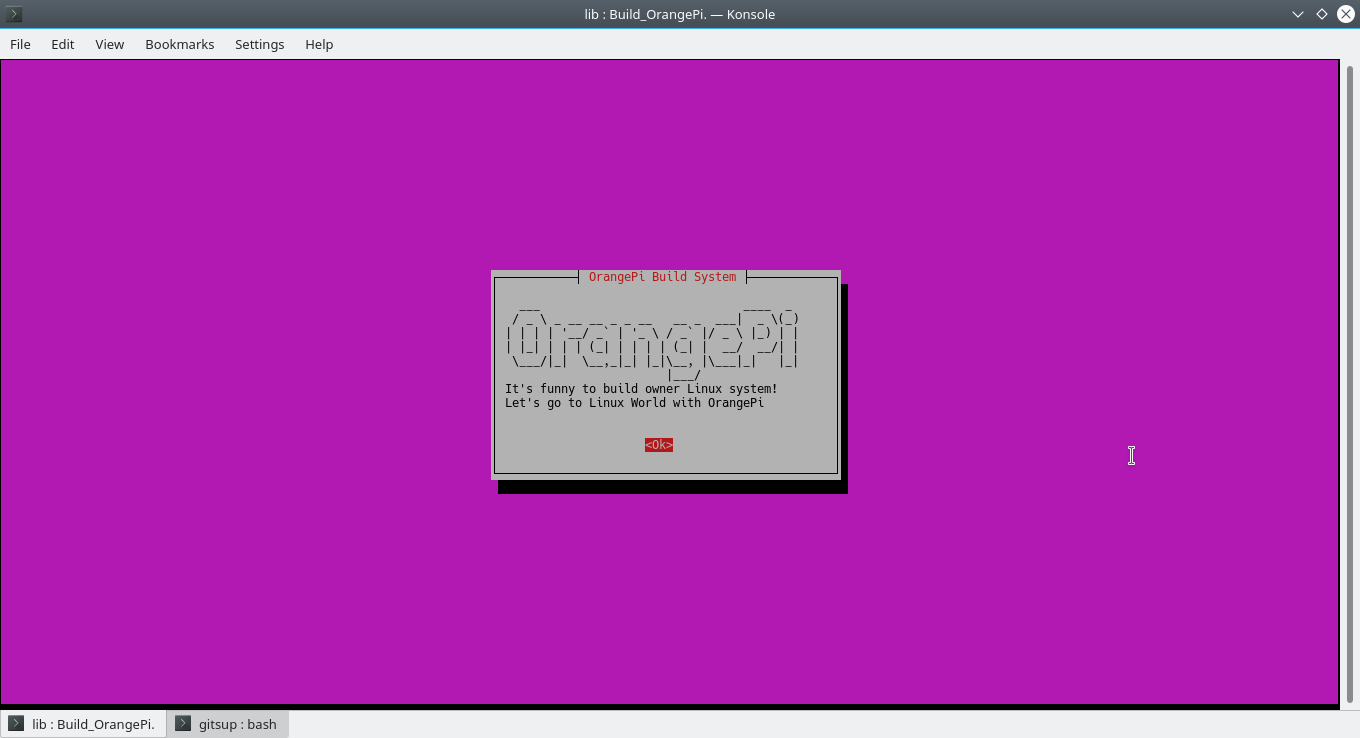 lib : Build_OrangePi. — Konsole
File Edit View Bookmarks Settings Help
OrangePi Build System
OrangePi
It's funny to build owner Linux system!
Let's go to Linux World with OrangePi
<Ok>
lib : Build_OrangePi. gitsup : bash